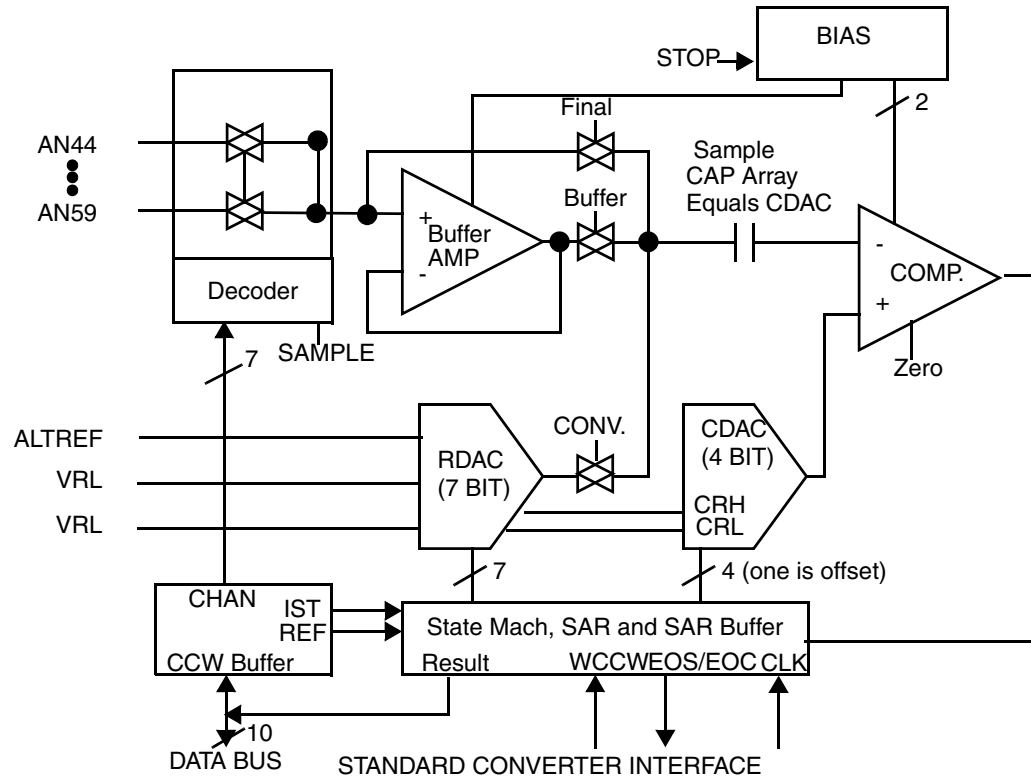 BIAS
STOP
2
Final
AN44
AN59
Sample
CAP Array
Equals CDAC
Buffer
+
Buffer
AMP
-
-
COMP.
+
Decoder
SAMPLE
Zero
7
ALTREF
VRL
VRL
RDAC
(7 BIT)
CONV.
CDAC
(4 BIT)
CRH
CRL
7
4 (one is offset)
CHAN
IST
REF
CCW Buffer
State Mach, SAR and SAR Buffer
Result
WCCWEOS/EOC CLK
10
DATA BUS
STANDARD CONVERTER INTERFACE